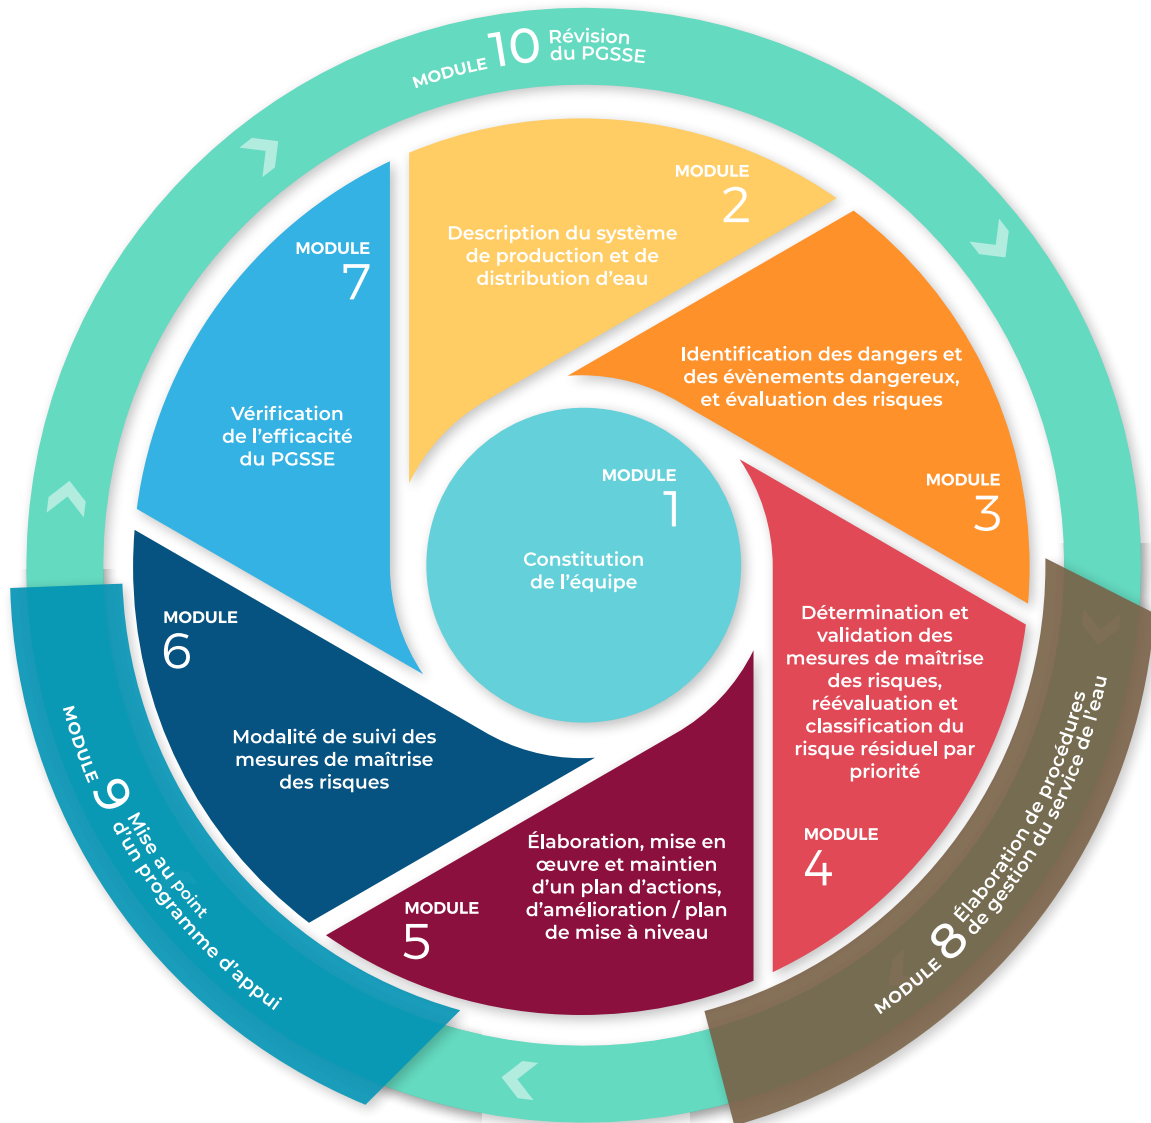 MODULE 10 Révision
du PGSSE
MODULE
2
Description du système
de production et de
distribution d'eau
MODULE
7
Vérification
de l'efficacité
du PGSSE
Identification des dangers et
des évènements dangereux,
et évaluation des risques
MODULE
3
MODULE
1
Constitution
de l'équipe
MODULE
6
Modalité de suivi des
mesures de maîtrise
des risques
Détermination et
validation des
mesures de maîtrise
des risques,
réévaluation et
classification du
risque résiduel par
priorité
MODULE
4
Élaboration, mise en
œuvre et maintien
d'un plan d'actions,
d'amélioration / plan
de mise à niveau
MODULE
5
MODULE 9 Mise au point
d'un programme d'appui
MODULE 8 Élaboration de procédures
de gestion du service de l'eau